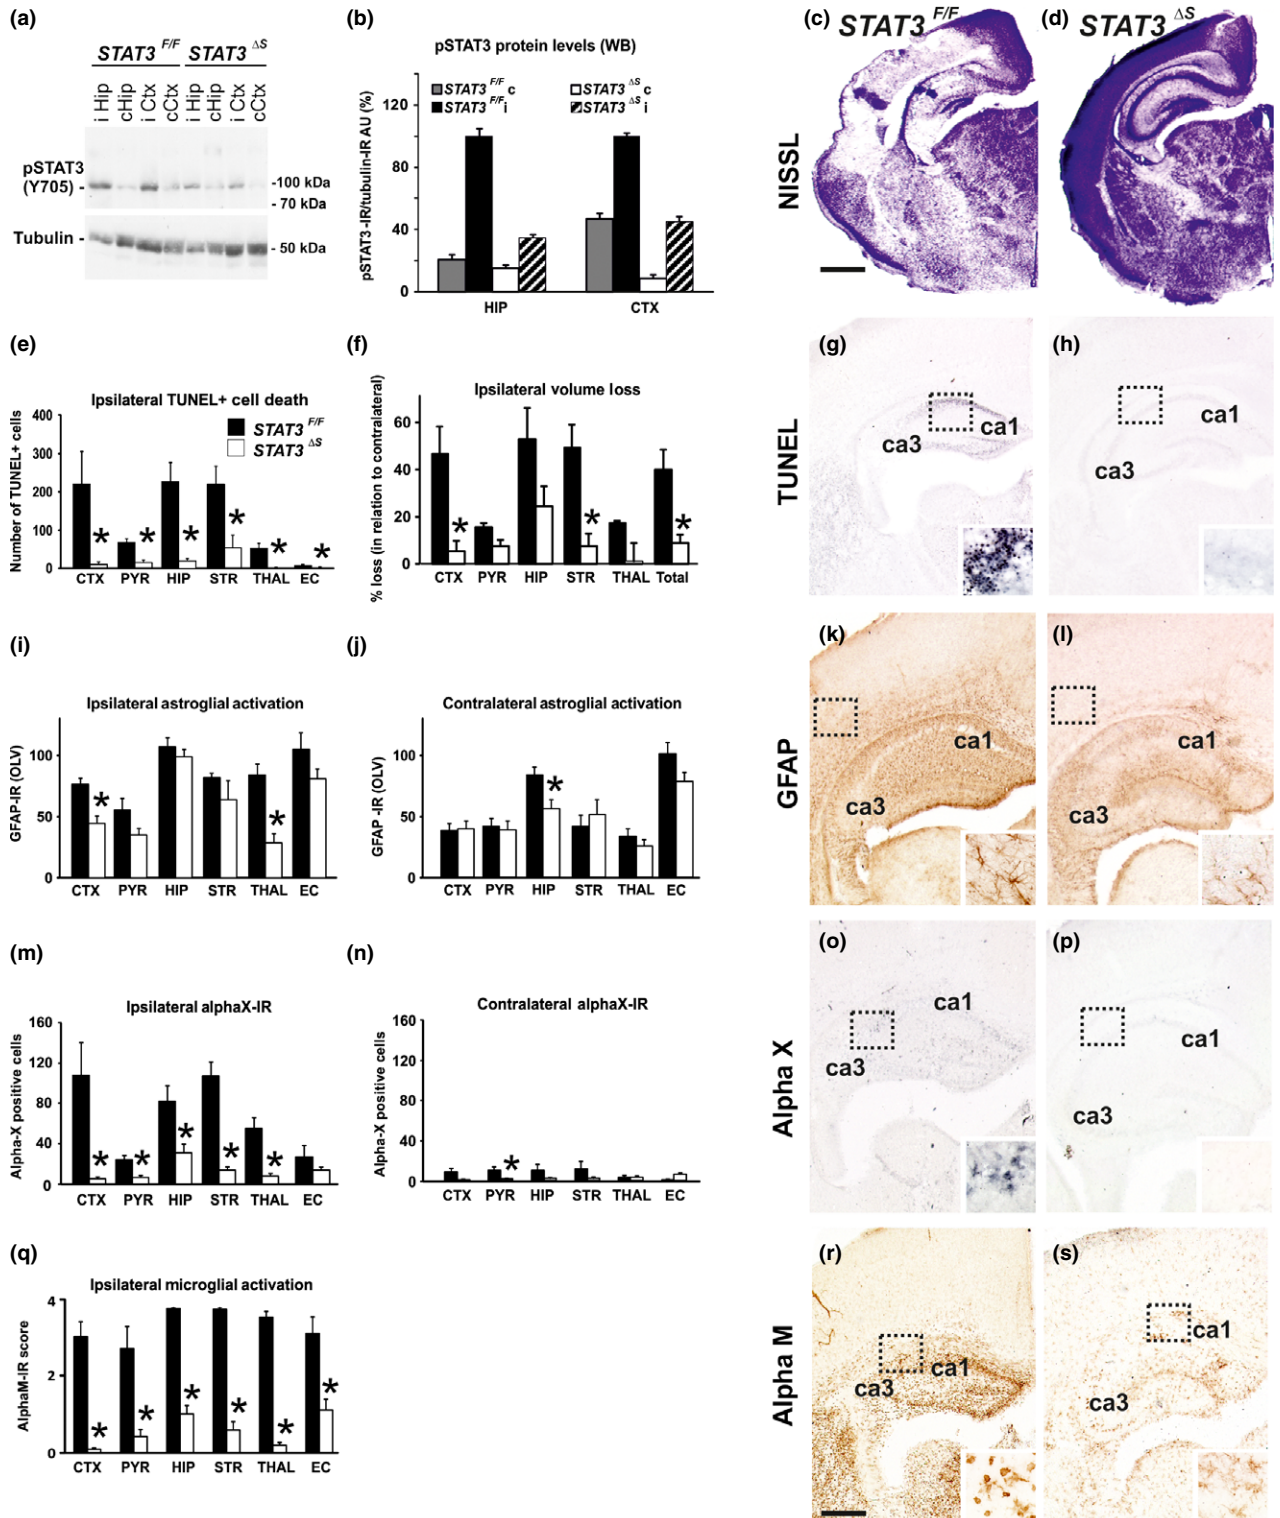 (a)
STAT3 F/F STAT3 ΔS
i Hip
cHip
i Ctx
cCtx
i Hip
cHip
i Ctx
cCtx
pSTAT3
(Y705) -
-100 kDa
- 70 kDa
Tubulin -
- 50 kDa
(b)
pSTAT3 protein levels (WB)
pSTAT3 -IR/tubulin-IR AU (%)
STAT3 F/F c
STAT3 F/F i
STAT3 ΔS c
STAT3 ΔS i
120
80
40
0
HIP CTX
(c) STAT3 F/F
(d) STAT3 ΔS
NISSL
(e)
Ipsilateral TUNEL+ cell death
Number of TUNEL+ cells
400
300
200
100
0
STAT3 F/F
STAT3 ΔS
* * * * * *
CTX PYR HIP STR THAL EC
(f)
Ipsilateral volume loss
% loss (in relation to contralateral)
60
40
20
0
* * *
CTX PYR HIP STR THAL Total
TUNEL
(g)
ca1
ca3
(h)
ca1
ca3
(i)
Ipsilateral astroglial activation
GFAP-IR (OLV)
100
50
0
* *
CTX PYR HIP STR THAL EC
(j)
Contralateral astroglial activation
GFAP -IR (OLV)
100
50
0
*
CTX PYR HIP STR THAL EC
GFAP
(k)
ca1
ca3
(l)
ca1
ca3
(m)
Ipsilateral alphaX-IR
Alpha-X positive cells
160
120
80
40
0
* * * * *
CTX PYR HIP STR THAL EC
(n)
Contralateral alphaX-IR
Alpha-X positive cells
160
120
80
40
0
*
CTX PYR HIP STR THAL EC
Alpha X
(o)
ca1
ca3
(p)
ca1
ca3
(q)
Ipsilateral microglial activation
AlphaM-IR score
4
2
0
* * * * * *
CTX PYR HIP STR THAL EC
Alpha M
(r)
ca1
ca3
(s)
ca1
ca3